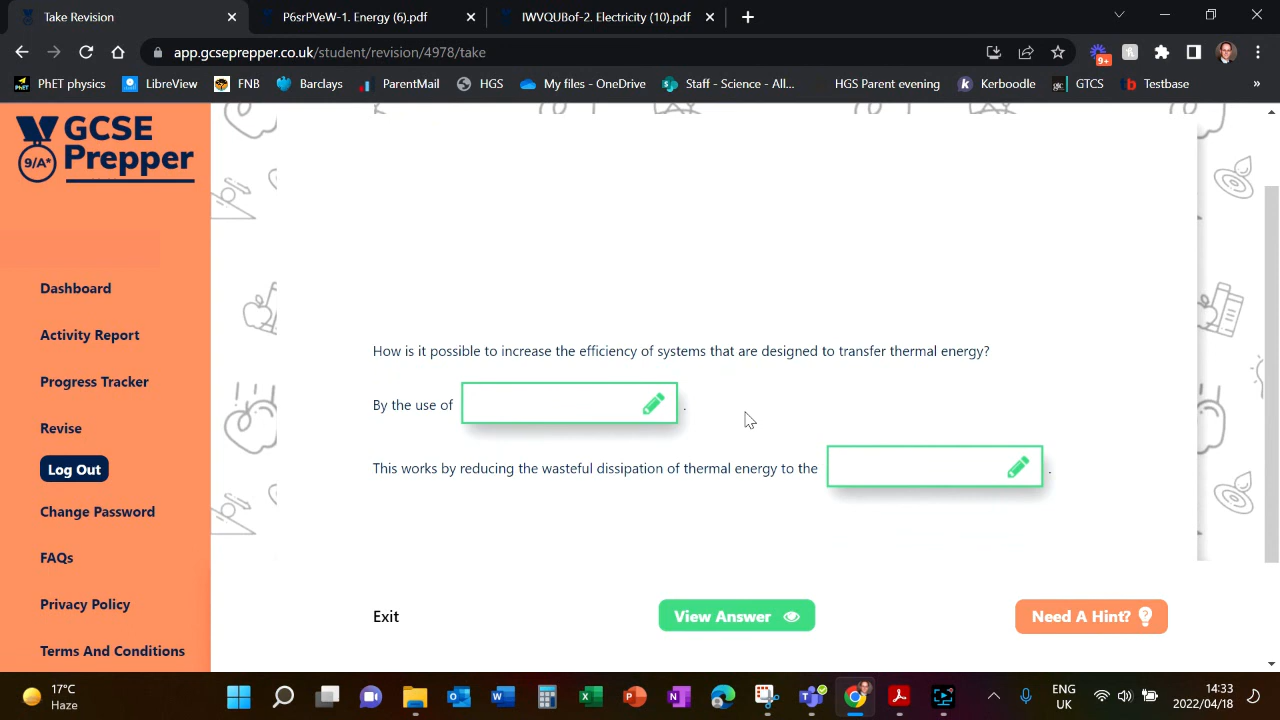 Take Revision
P6srPVeW-1. Energy (6).pdf
IWVQUBof-2. Electricity (10).pdf
app.gcseprepper.co.uk/student/revision/4978/take
9+
PhET physics
LibreView
FNB
Barclays
ParentMail
HGS
My files - OneDrive
Staff - Science - All...
HGS Parent evening
Kerboodle
GTCS
Testbase
»
GCSE
9/A* Prepper
Dashboard
Activity Report
Progress Tracker
Revise
Log Out
Change Password
FAQs
Privacy Policy
Terms And Conditions
How is it possible to increase the efficiency of systems that are designed to transfer thermal energy?
By the use of .
This works by reducing the wasteful dissipation of thermal energy to the .
Exit
View Answer
Need A Hint?
17°C
Haze
ENG
UK
14:33
2022/04/18